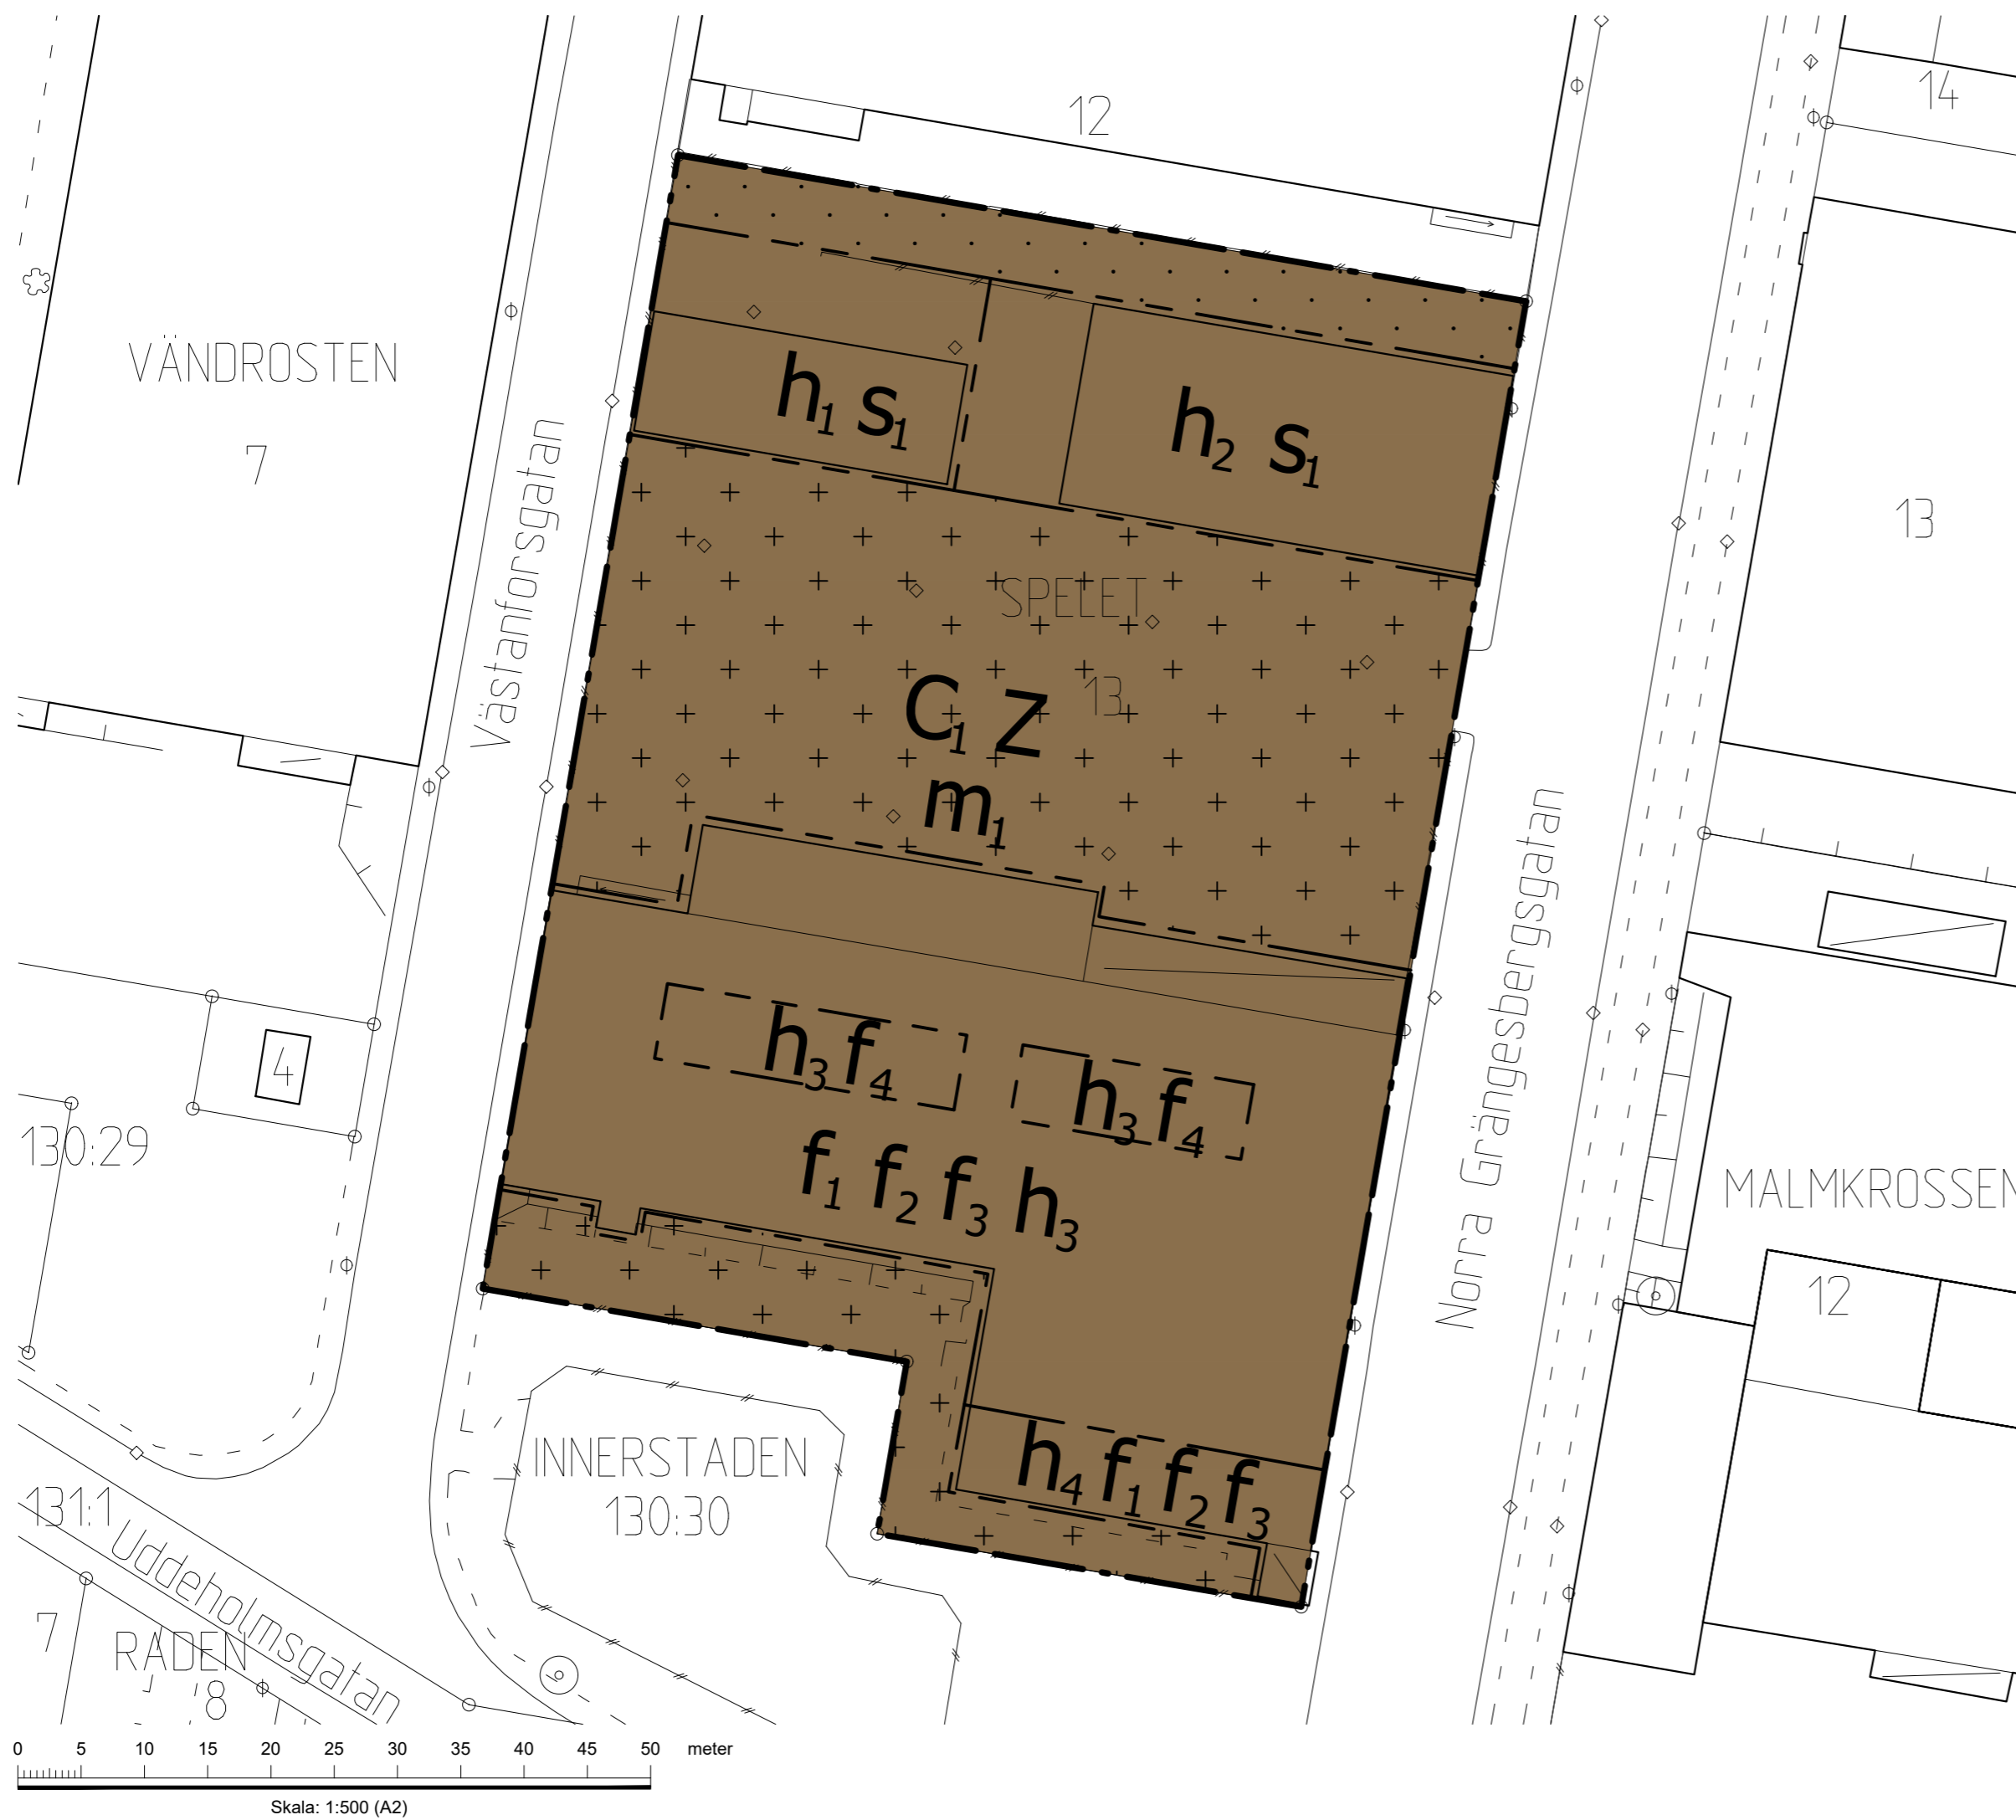 12
14
VÄNDROSTEN
7
Västanforsgatan
h1 s1
h2 s1
13
SPELET
13
C1 Z
m1
Norra Grängesbergsgatan
4
130:29
h3 f4
h3 f4
f1 f2 f3 h3
MALMKROSSEN
12
INNERSTADEN
130:30
h4 f1 f2 f3
131:1
Uddeholmsgatan
7
RADEN
8
0 5 10 15 20 25 30 35 40 45 50 meter
Skala: 1:500 (A2)